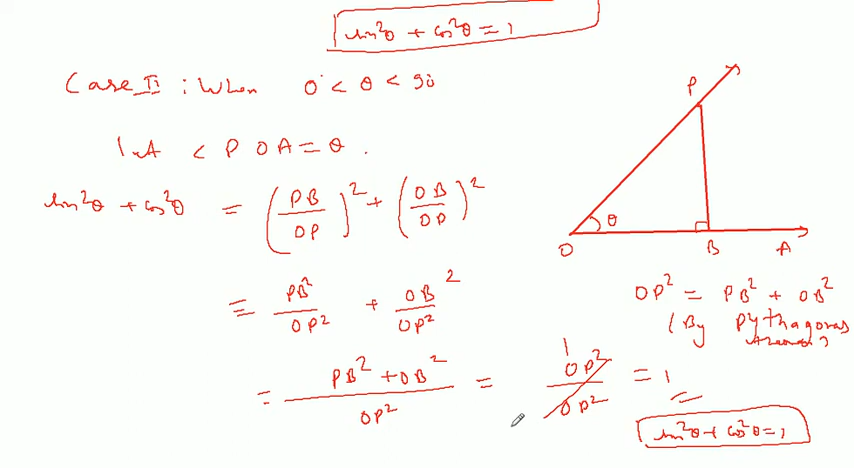 sin²θ + cos²θ = 1
Case II : When 0° < θ < 90
Let < P O A = θ .
sin²θ + cos²θ = (PB/OP)² + (OB/OP)²
= PB²/OP² + OB²/OP²
= (PB² + OB²)/OP² = OP²/OP² = 1
1
P
θ
O B A
OP² = PB² + OB²
(By Pythagoras
theorem)
sin²θ + cos²θ = 1